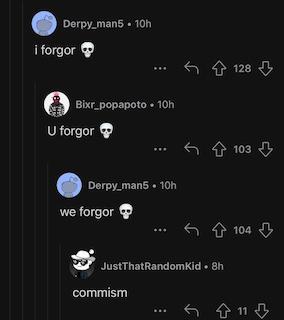 Derpy_man5 • 10h
i forgor 💀
128
Bixr_popapoto • 10h
U forgor 💀
103
Derpy_man5 • 10h
we forgor 💀
104
JustThatRandomKid • 8h
commism
11